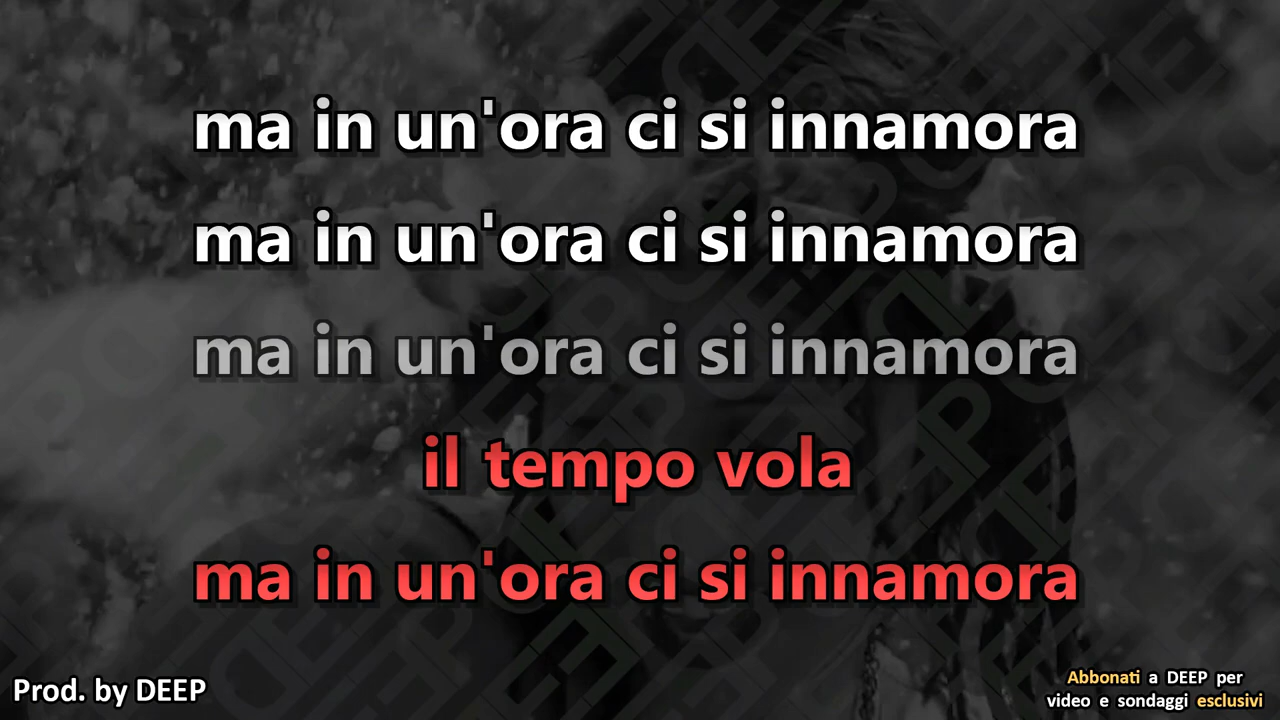 ma in un'ora ci si innamora
ma in un'ora ci si innamora
ma in un'ora ci si innamora
il tempo vola
ma in un'ora ci si innamora
Prod. by DEEP
Abbonati a DEEP per
video e sondaggi esclusivi